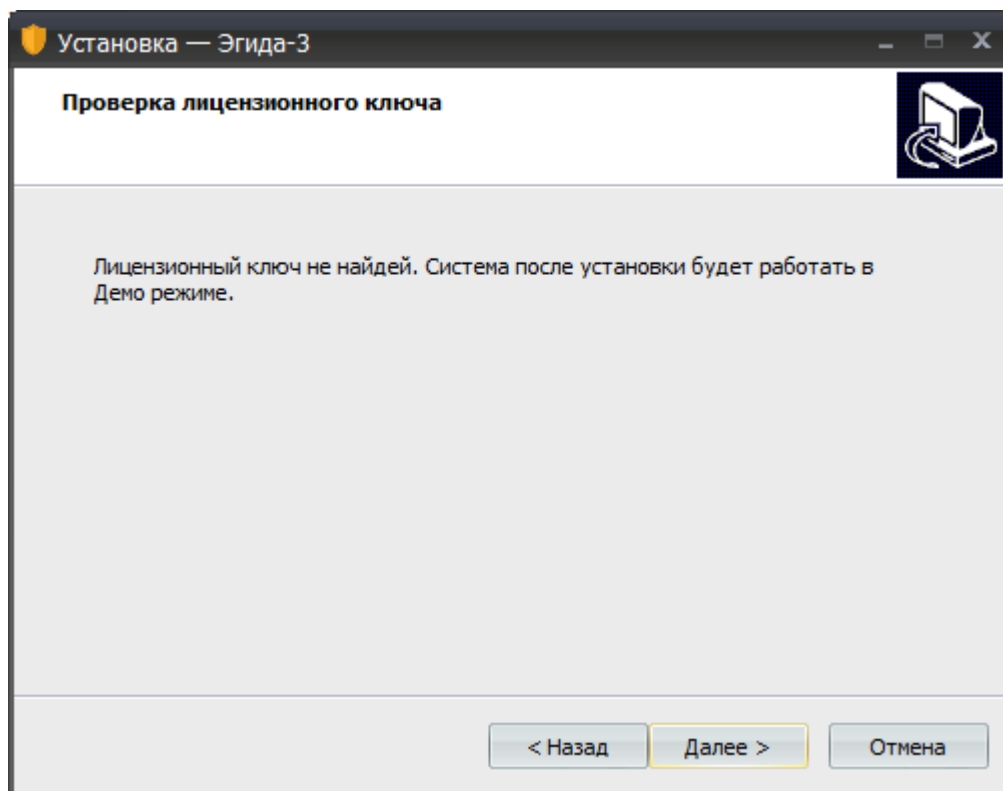 Установка — Эгида-3
Проверка лицензионного ключа
Лицензионный ключ не найдей. Система после установки будет работать в
Демо режиме.
< Назад
Далее >
Отмена